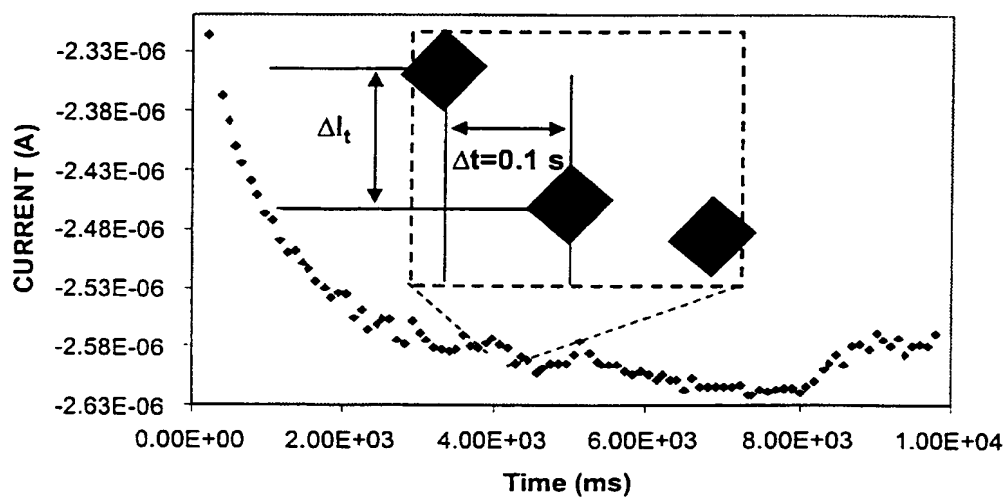 -2.33E-06
-2.38E-06
-2.43E-06
-2.48E-06
-2.53E-06
-2.58E-06
-2.63E-06
CURRENT (A)
ΔIₜ
Δt=0.1 s
0.00E+00 2.00E+03 4.00E+03 6.00E+03 8.00E+03 1.00E+04
Time (ms)